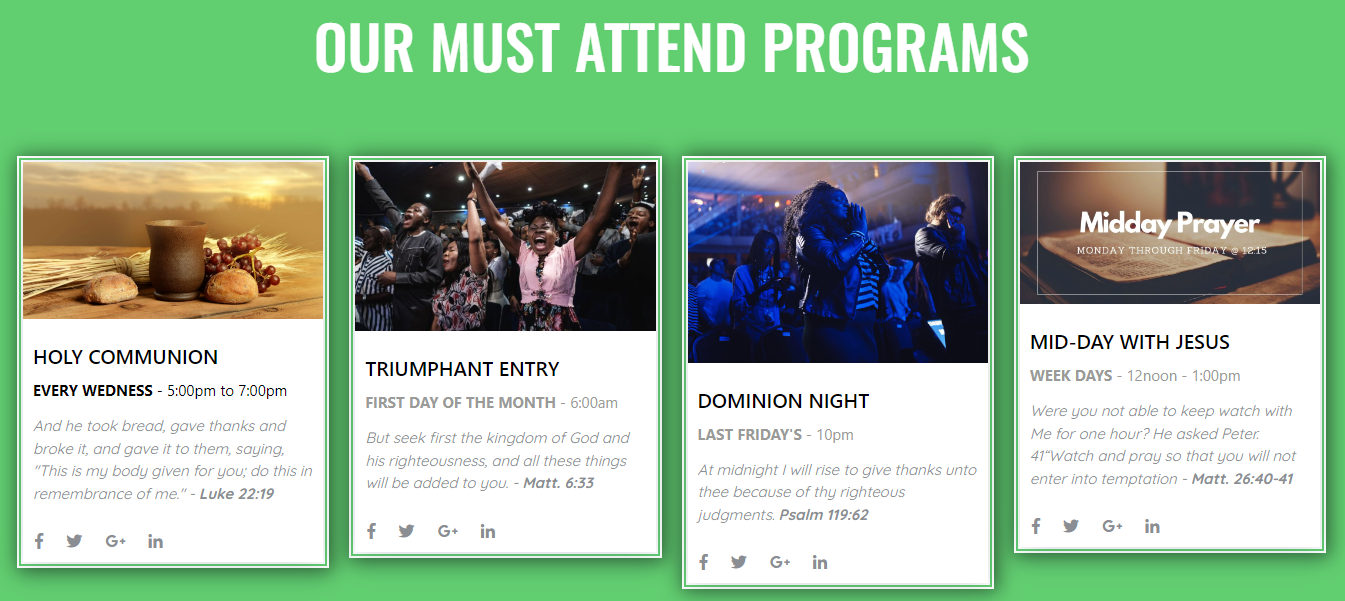 OUR MUST ATTEND PROGRAMS
HOLY COMMUNION
EVERY WEDNESS - 5:00pm to 7:00pm
And he took bread, gave thanks and
broke it, and gave it to them, saying,
"This is my body given for you; do this in
remembrance of me." - Luke 22:19
TRIUMPHANT ENTRY
FIRST DAY OF THE MONTH - 6:00am
But seek first the kingdom of God and
his righteousness, and all these things
will be added to you. - Matt. 6:33
DOMINION NIGHT
LAST FRIDAY'S - 10pm
At midnight I will rise to give thanks unto
thee because of thy righteous
judgments. Psalm 119:62
Midday Prayer
MONDAY THROUGH FRIDAY @ 12:15
MID-DAY WITH JESUS
WEEK DAYS - 12noon - 1:00pm
Were you not able to keep watch with
Me for one hour? He asked Peter.
41“Watch and pray so that you will not
enter into temptation - Matt. 26:40-41